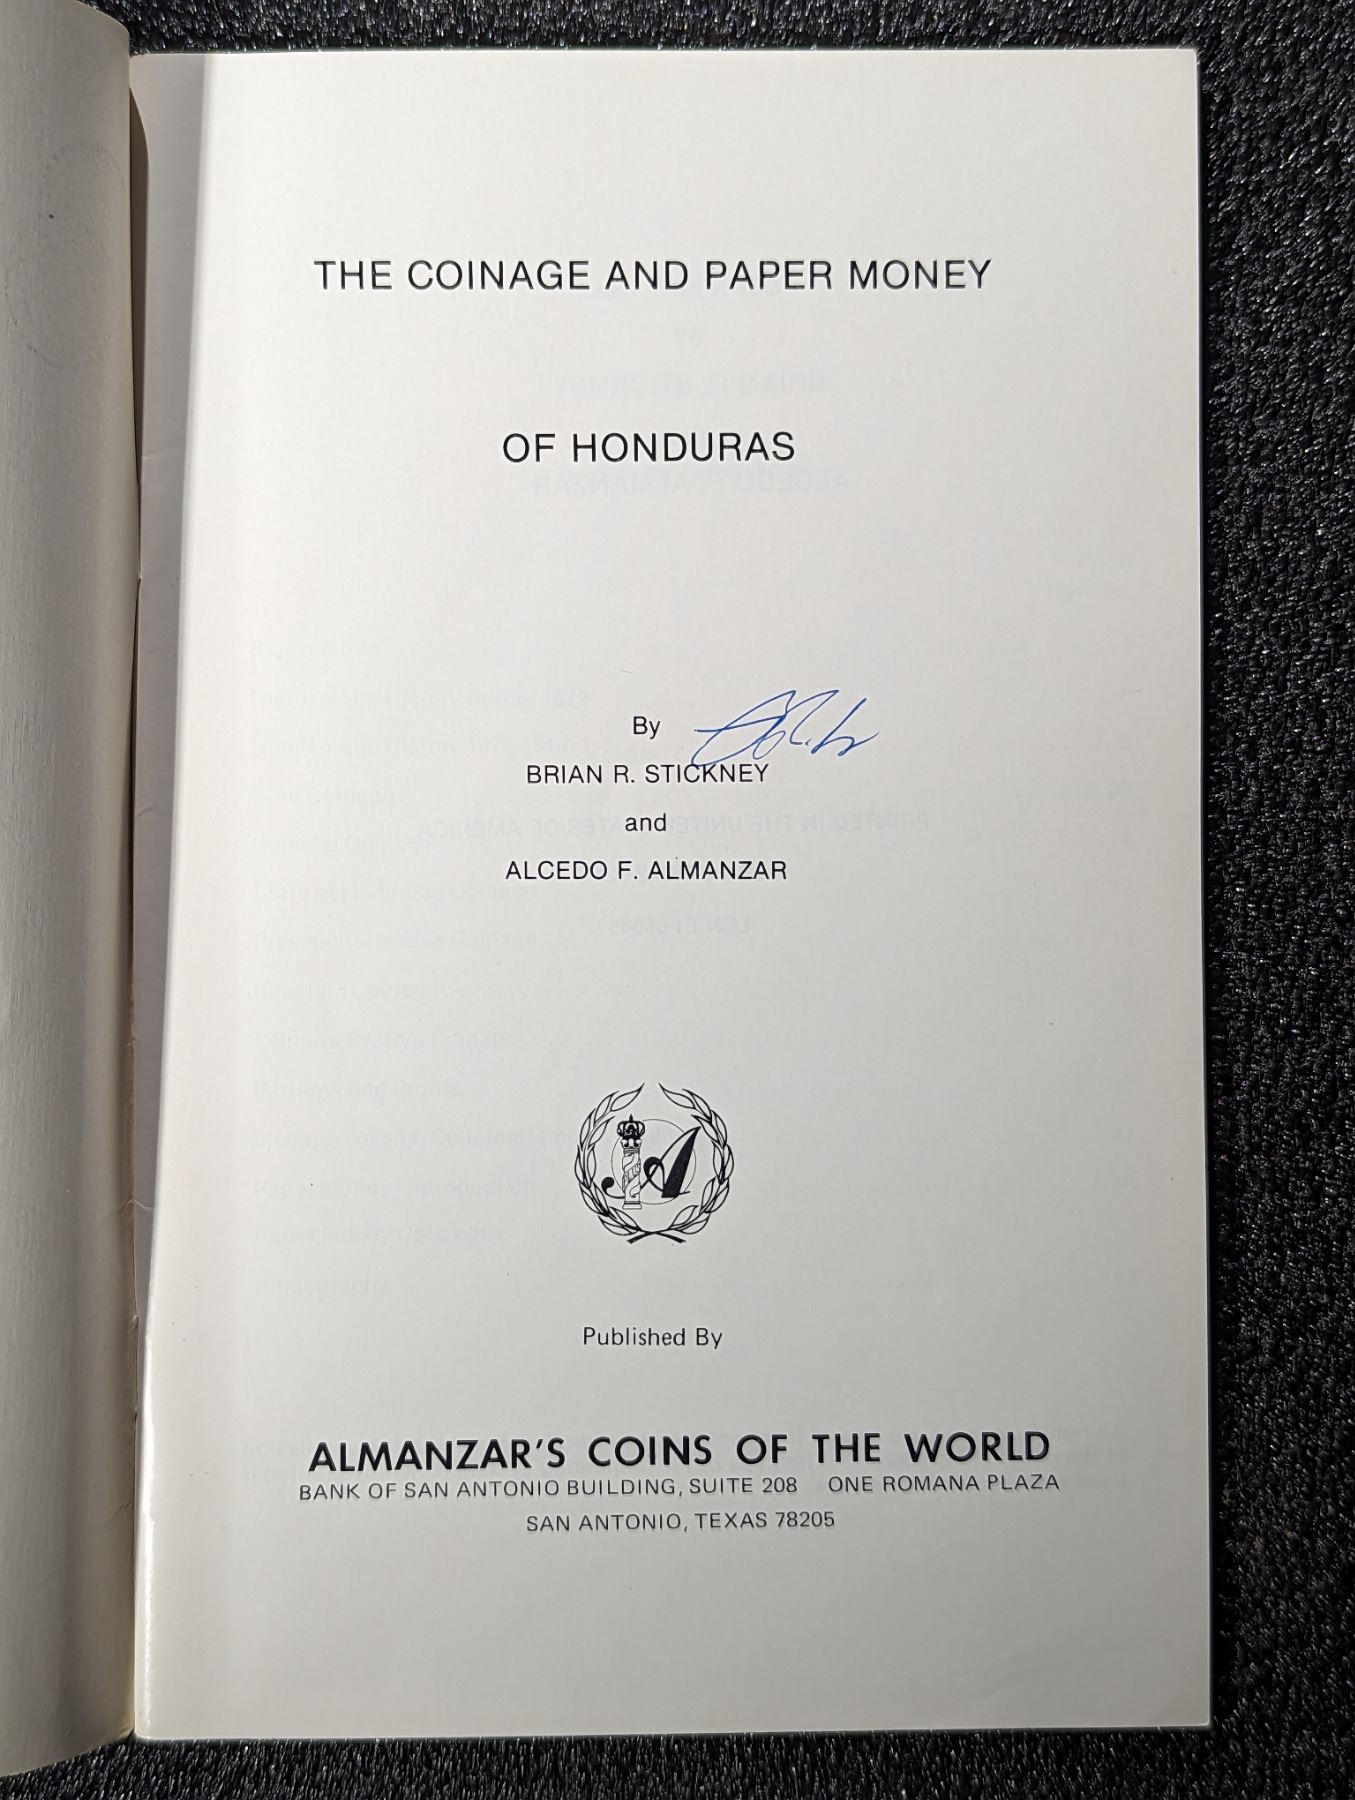 THE COINAGE AND PAPER MONEY
OF HONDURAS
By
BRIAN R. STICKNEY
and
ALCEDO F. ALMANZAR
Published By
ALMANZAR'S COINS OF THE WORLD
BANK OF SAN ANTONIO BUILDING, SUITE 208 ONE ROMANA PLAZA
SAN ANTONIO, TEXAS 78205